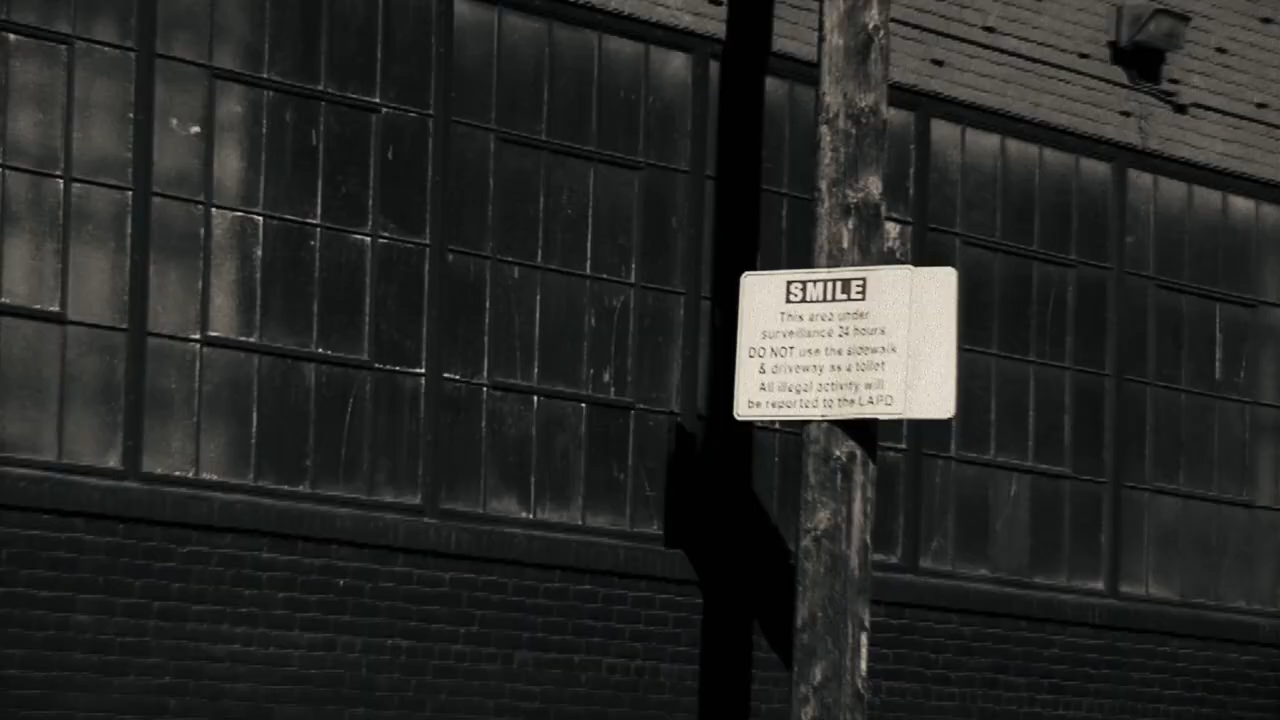 SMILE
This area under
surveillance 24 hours
DO NOT use the sidewalk
& driveway as a toilet
All illegal activity will
be reported to the LAPD